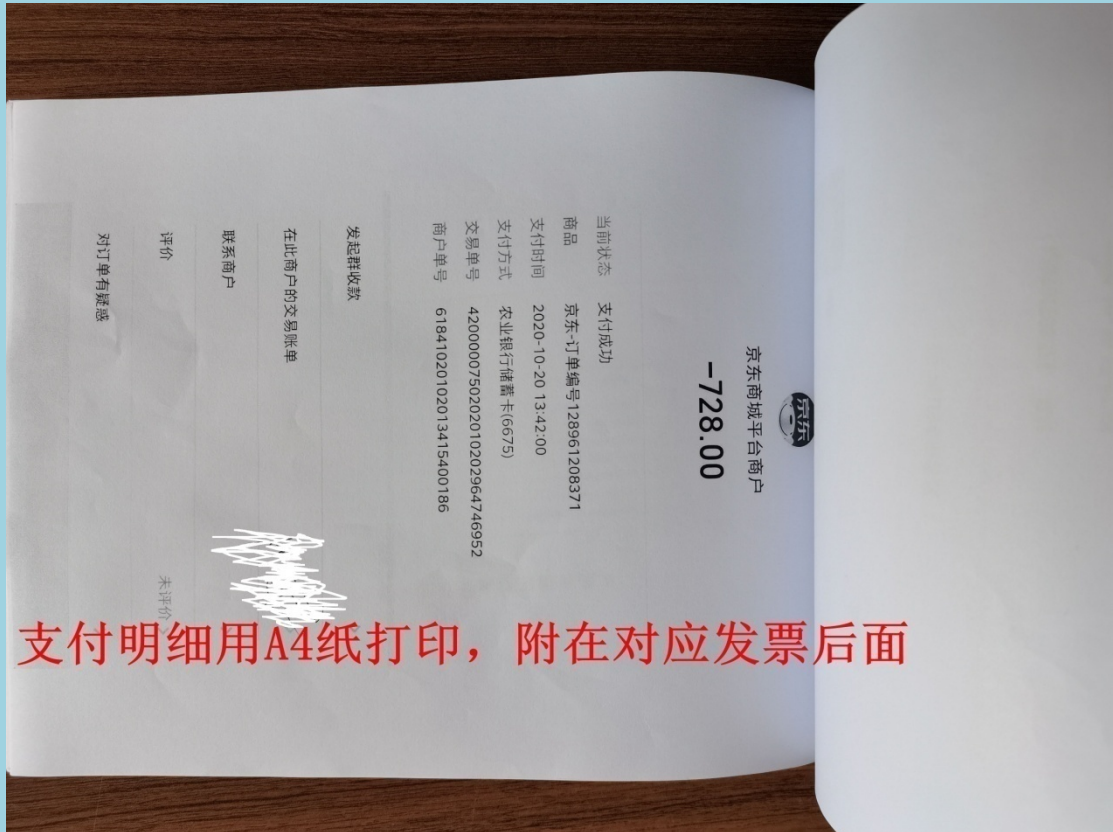 京东
京东商城平台商户
-728.00
当前状态 支付成功
商品 京东-订单编号128961208371
支付时间 2020-10-20 13:42:00
支付方式 农业银行储蓄卡(6675)
交易单号 4200000750202010202964746952
商户单号 61841020102013415400186
发起群收款
在此商户的交易账单
联系商户
评价 未评价
对订单有疑惑
支付明细用A4纸打印，附在对应发票后面